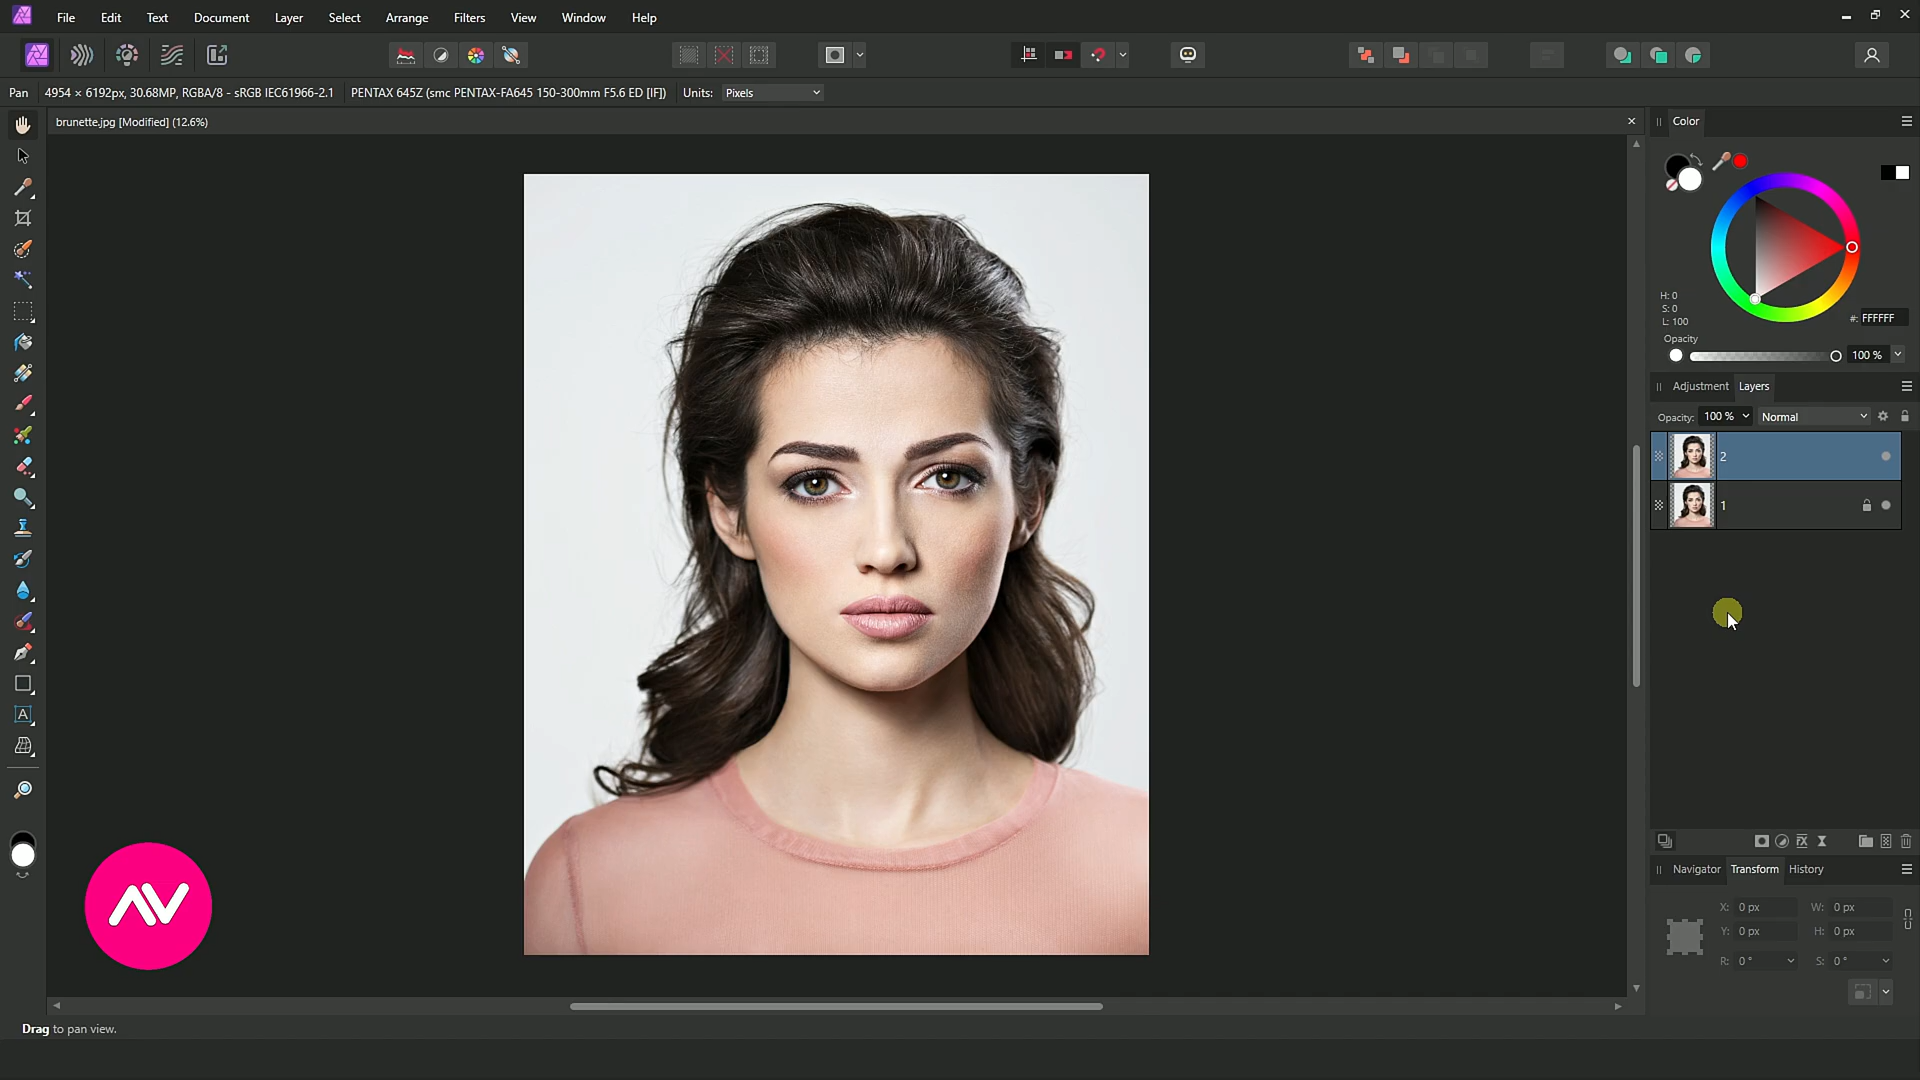 File Edit Text Document Layer Select Arrange Filters View Window Help
Pan 4954 × 6192px, 30.68MP, RGBA/8 - sRGB IEC61966-2.1 PENTAX 645Z (smc PENTAX-FA645 150-300mm F5.6 ED [IF]) Units: Pixels
brunette.jpg [Modified] (12.6%)
Color
H: 0
S: 0
L: 100
#: FFFFFF
Opacity
100 %
Adjustment Layers
Opacity: 100 % Normal
2
1
Navigator Transform History
X: 0 px W: 0 px
Y: 0 px H: 0 px
R: 0 ° S: 0 °
A
Drag to pan view.